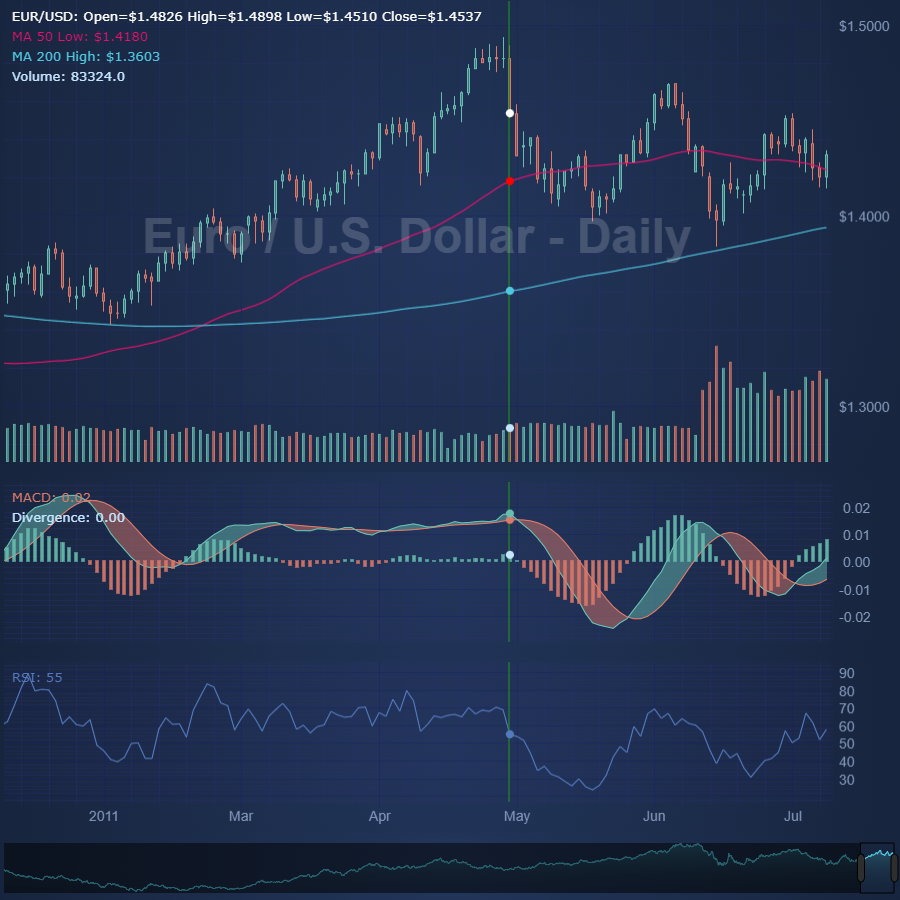 EUR/USD: Open=$1.4826 High=$1.4898 Low=$1.4510 Close=$1.4537
MA 50 Low: $1.4180
MA 200 High: $1.3603
Volume: 83324.0
$1.5000
$1.4000
Euro / U.S. Dollar - Daily
$1.3000
MACD: 0.02
Divergence: 0.00
0.02
0.01
0.00
-0.01
-0.02
RSI: 55
90
80
70
60
50
40
30
2011 Mar Apr May Jun Jul